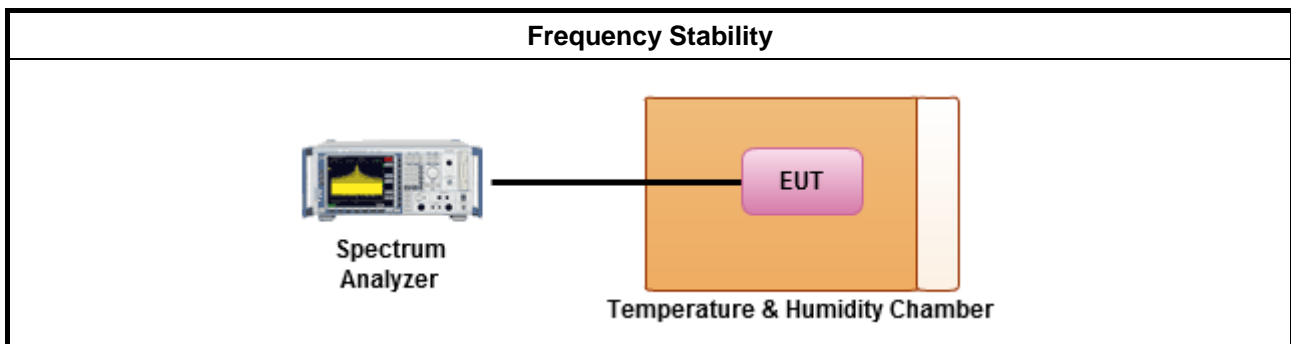 Frequency Stability
EUT
Spectrum
Analyzer
Temperature & Humidity Chamber